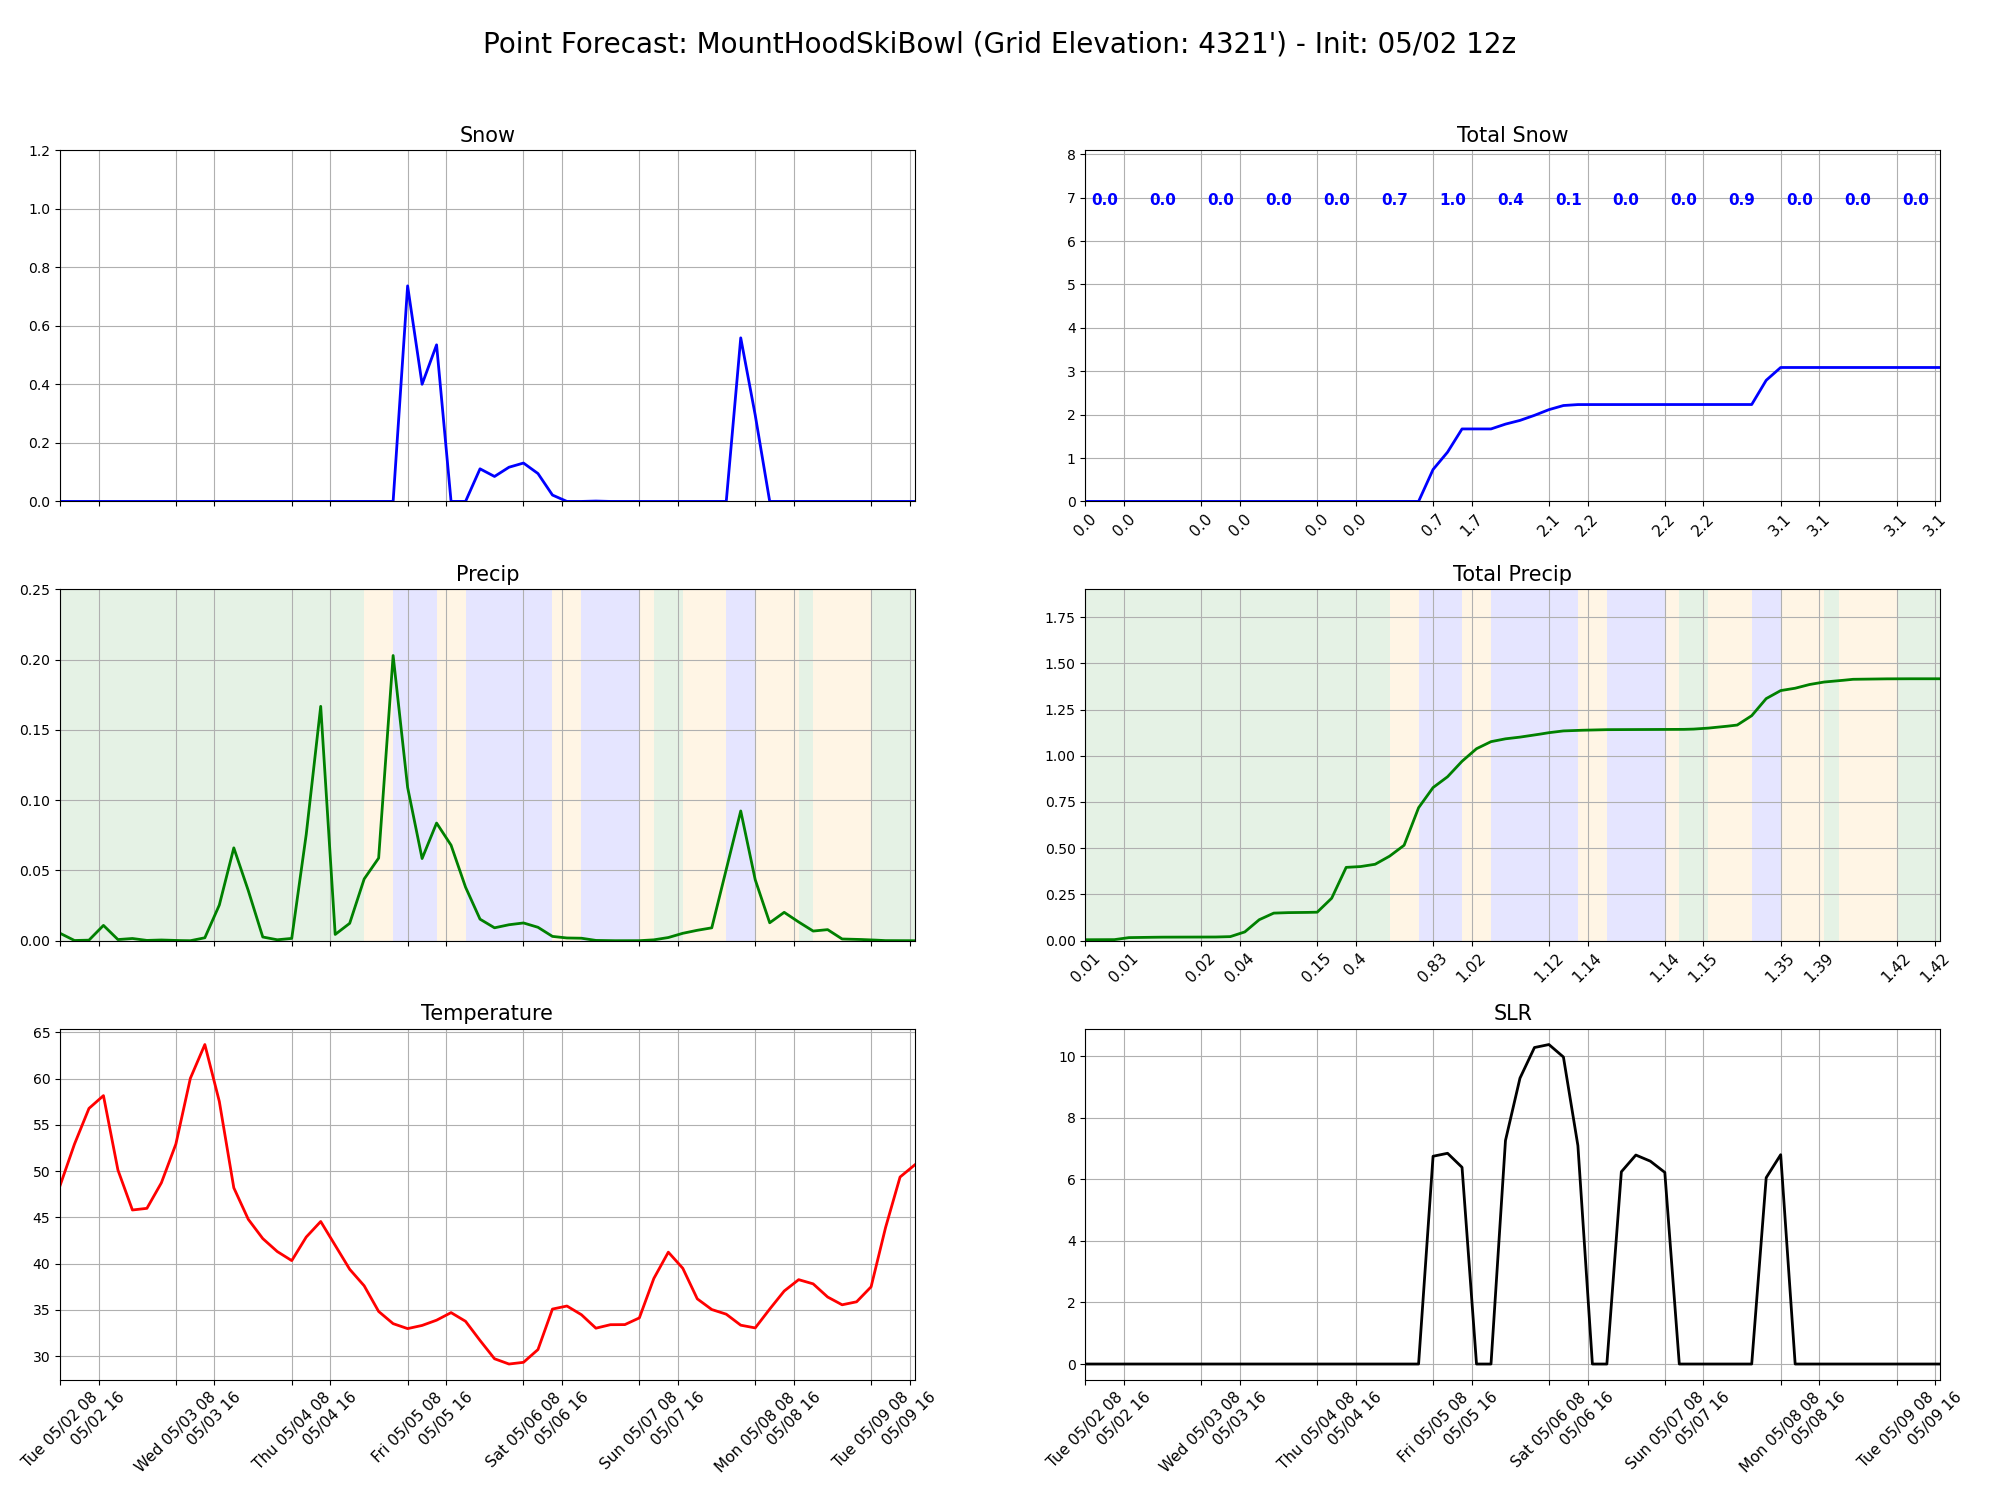 Point Forecast: MountHoodSkiBowl (Grid Elevation: 4321') - Init: 05/02 12z
Snow
1.2
1.0
0.8
0.6
0.4
0.2
0.0
Total Snow
8
7
6
5
4
3
2
1
0
0.0 0.0 0.0 0.0 0.0 0.7 1.0 0.4 0.1 0.0 0.0 0.9 0.0 0.0 0.0
0.0 0.0 0.0 0.0 0.0 0.0 0.7 1.7 2.1 2.2 2.2 2.2 3.1 3.1 3.1 3.1
Precip
0.25
0.20
0.15
0.10
0.05
0.00
Total Precip
1.75
1.50
1.25
1.00
0.75
0.50
0.25
0.00
0.01 0.01 0.02 0.04 0.15 0.4 0.83 1.02 1.12 1.14 1.14 1.15 1.35 1.39 1.42 1.42
Temperature
65
60
55
50
45
40
35
30
Tue 05/02 08
05/02 16
Wed 05/03 08
05/03 16
Thu 05/04 08
05/04 16
Fri 05/05 08
05/05 16
Sat 05/06 08
05/06 16
Sun 05/07 08
05/07 16
Mon 05/08 08
05/08 16
Tue 05/09 08
05/09 16
SLR
10
8
6
4
2
0
Tue 05/02 08
05/02 16
Wed 05/03 08
05/03 16
Thu 05/04 08
05/04 16
Fri 05/05 08
05/05 16
Sat 05/06 08
05/06 16
Sun 05/07 08
05/07 16
Mon 05/08 08
05/08 16
Tue 05/09 08
05/09 16